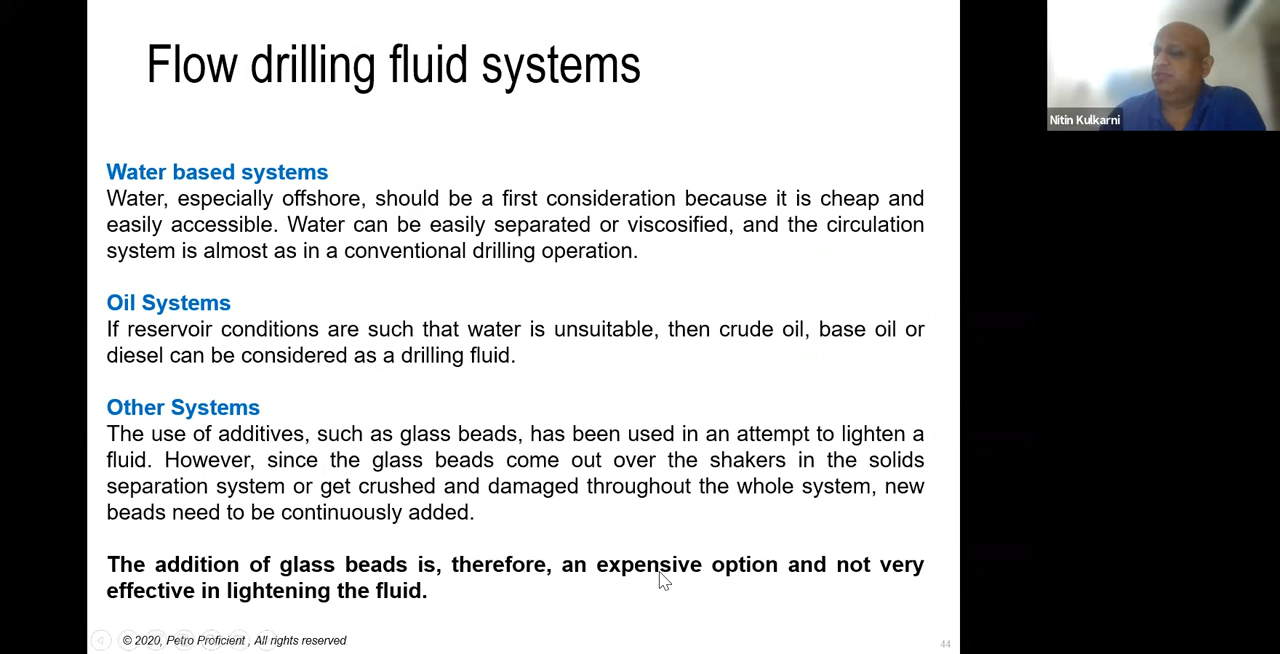 Flow drilling fluid systems
Nitin Kulkarni
Water based systems
Water, especially offshore, should be a first consideration because it is cheap and
easily accessible. Water can be easily separated or viscosified, and the circulation
system is almost as in a conventional drilling operation.
Oil Systems
If reservoir conditions are such that water is unsuitable, then crude oil, base oil or
diesel can be considered as a drilling fluid.
Other Systems
The use of additives, such as glass beads, has been used in an attempt to lighten a
fluid. However, since the glass beads come out over the shakers in the solids
separation system or get crushed and damaged throughout the whole system, new
beads need to be continuously added.
The addition of glass beads is, therefore, an expensive option and not very
effective in lightening the fluid.
© 2020, Petro Proficient , All rights reserved
44